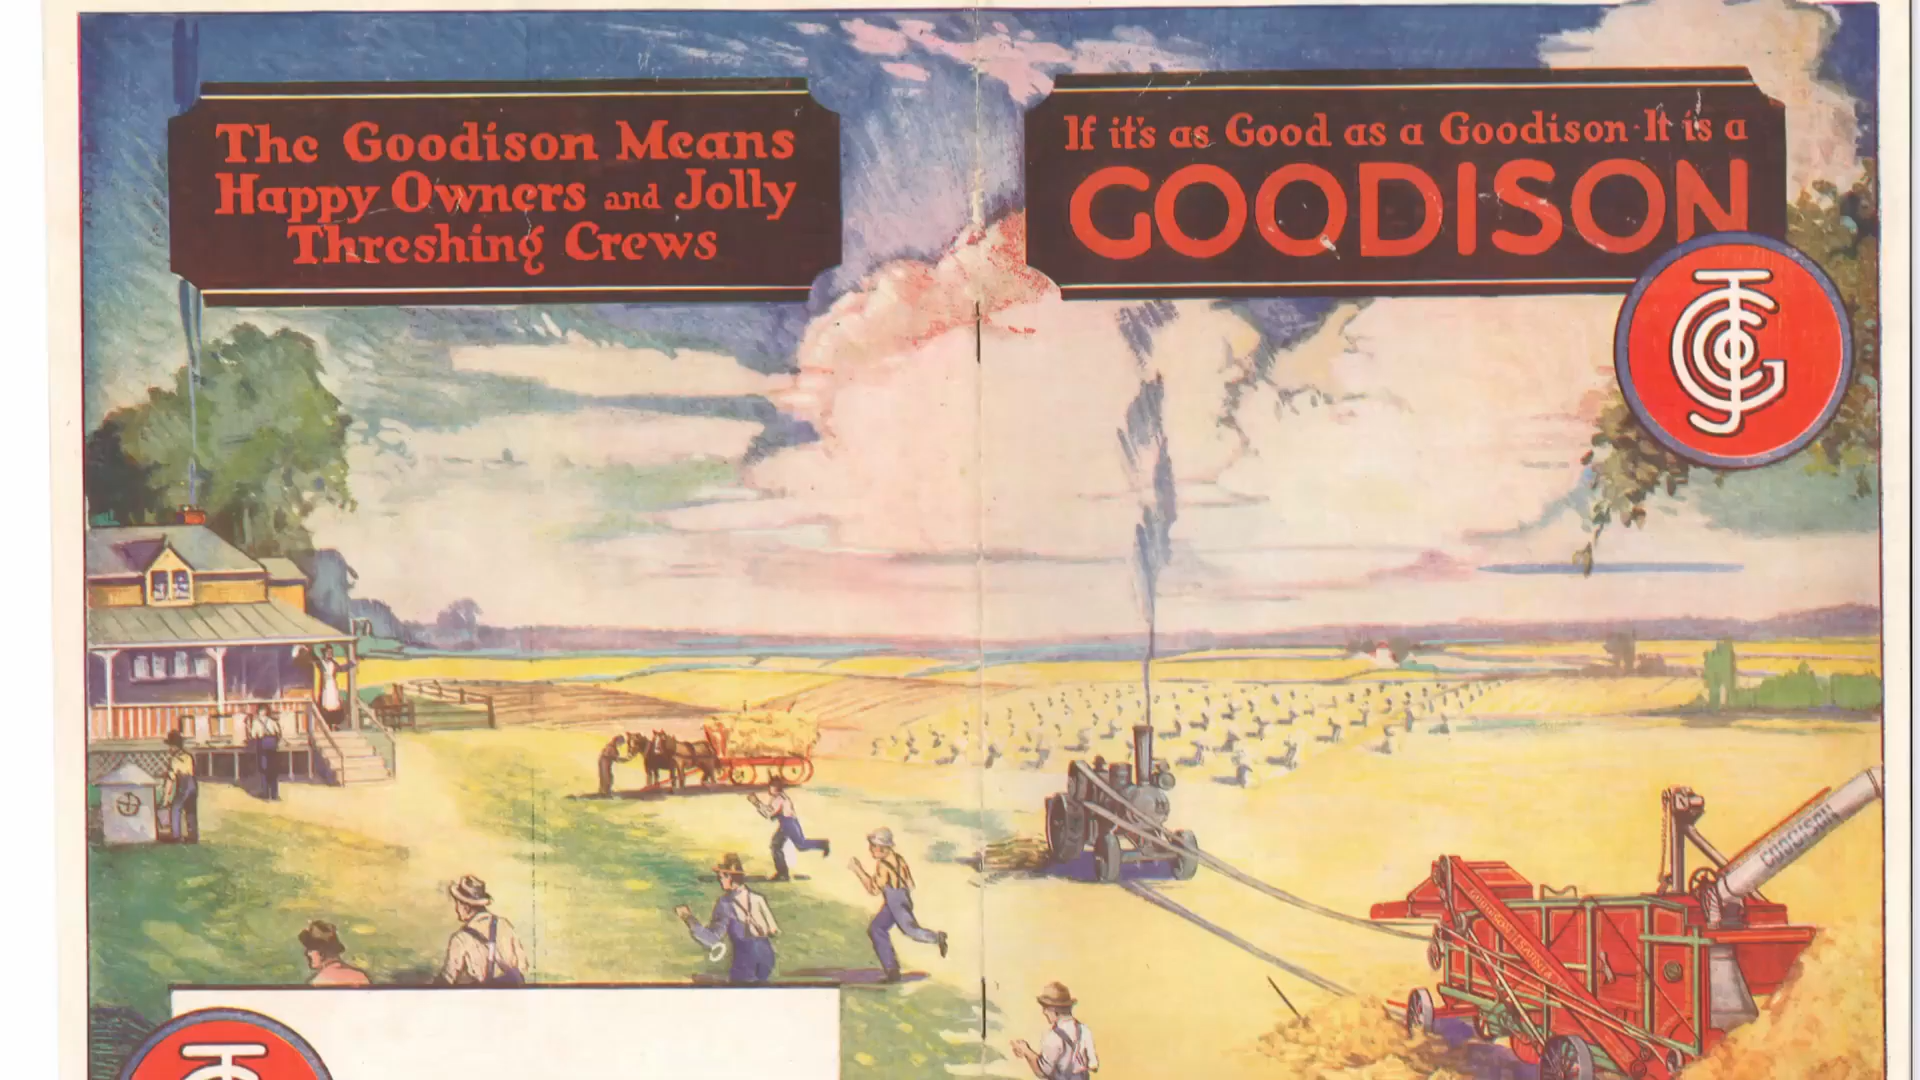 The Goodison Means
Happy Owners and Jolly
Threshing Crews
If it's as Good as a Goodison-It is a
GOODISON
GOODISON